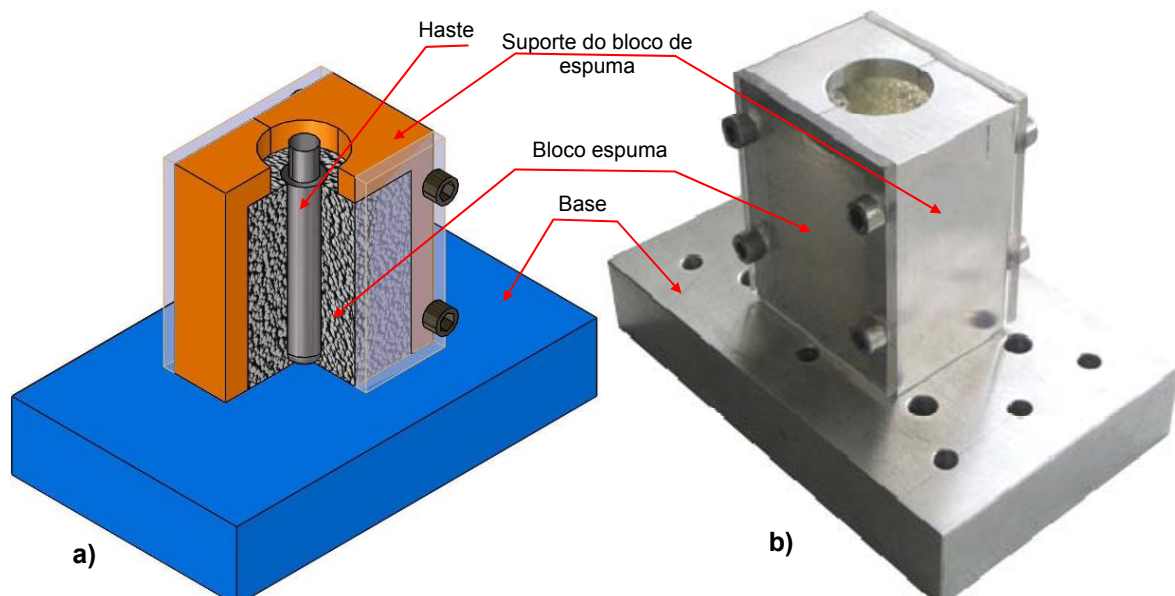 Haste
Suporte do bloco de
espuma
Bloco espuma
Base
a)
b)